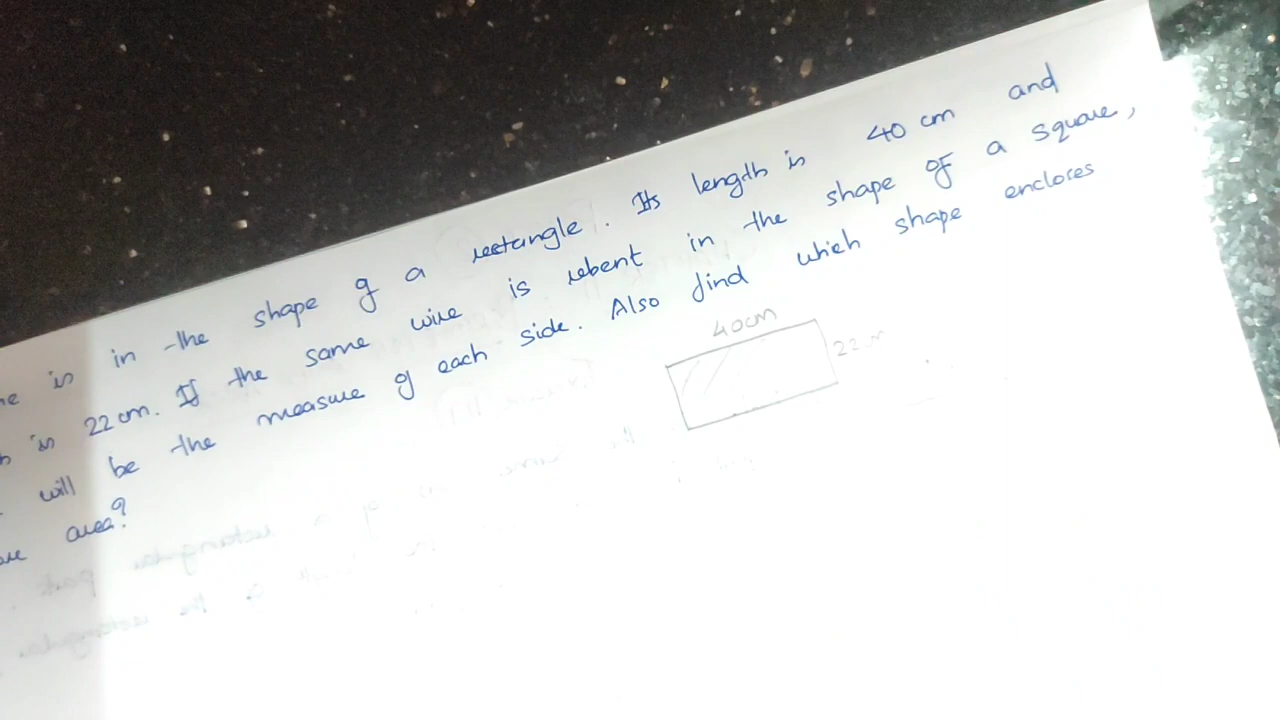 is in the shape of a rectangle. Its length is 40 cm and
is 22 cm. If the same wire is rebent in the shape of a square,
will be the measure of each side. Also find which shape encloses
area?
40cm
22